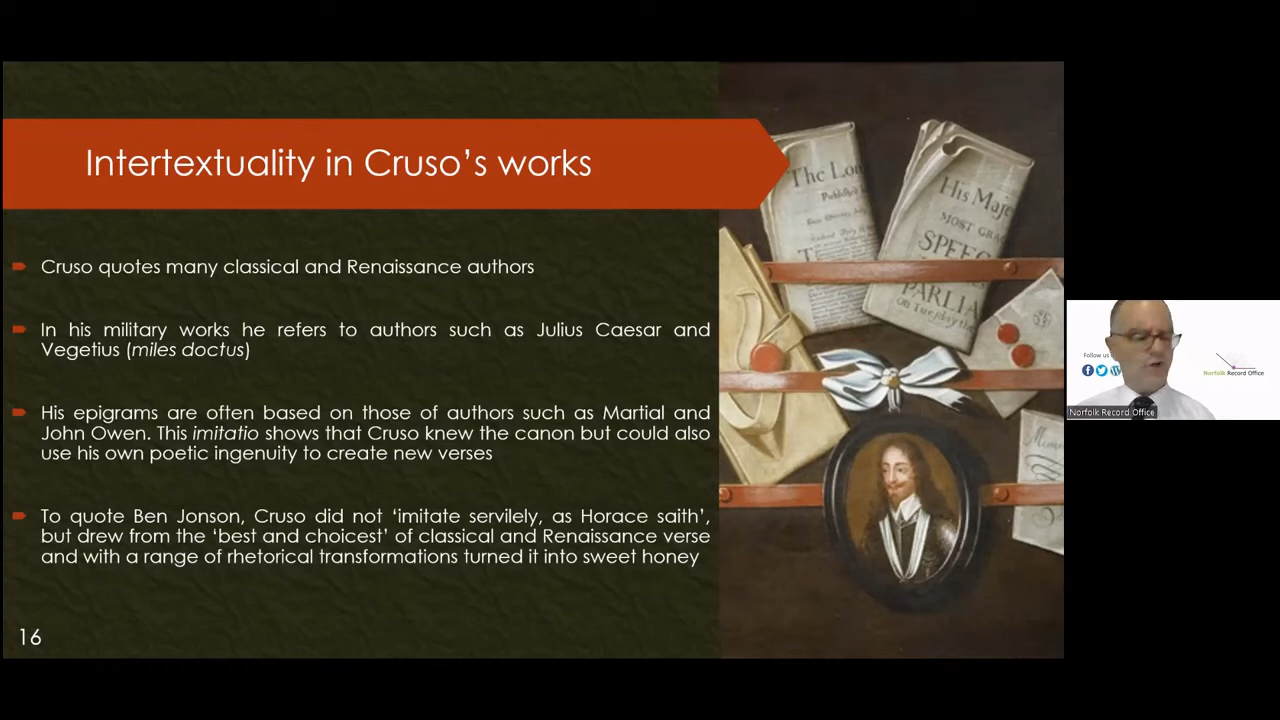 Intertextuality in Cruso's works
Cruso quotes many classical and Renaissance authors
In his military works he refers to authors such as Julius Caesar and
Vegetius (miles doctus)
His epigrams are often based on those of authors such as Martial and
John Owen. This imitatio shows that Cruso knew the canon but could also
use his own poetic ingenuity to create new verses
To quote Ben Jonson, Cruso did not 'imitate servilely, as Horace saith',
but drew from the 'best and choicest' of classical and Renaissance verse
and with a range of rhetorical transformations turned it into sweet honey
16
The Lon
His Maje
MOST GRA
SPEEC
PARLIA
On Tuesday the
Follow us
Norfolk Record Office
Norfolk Record Office